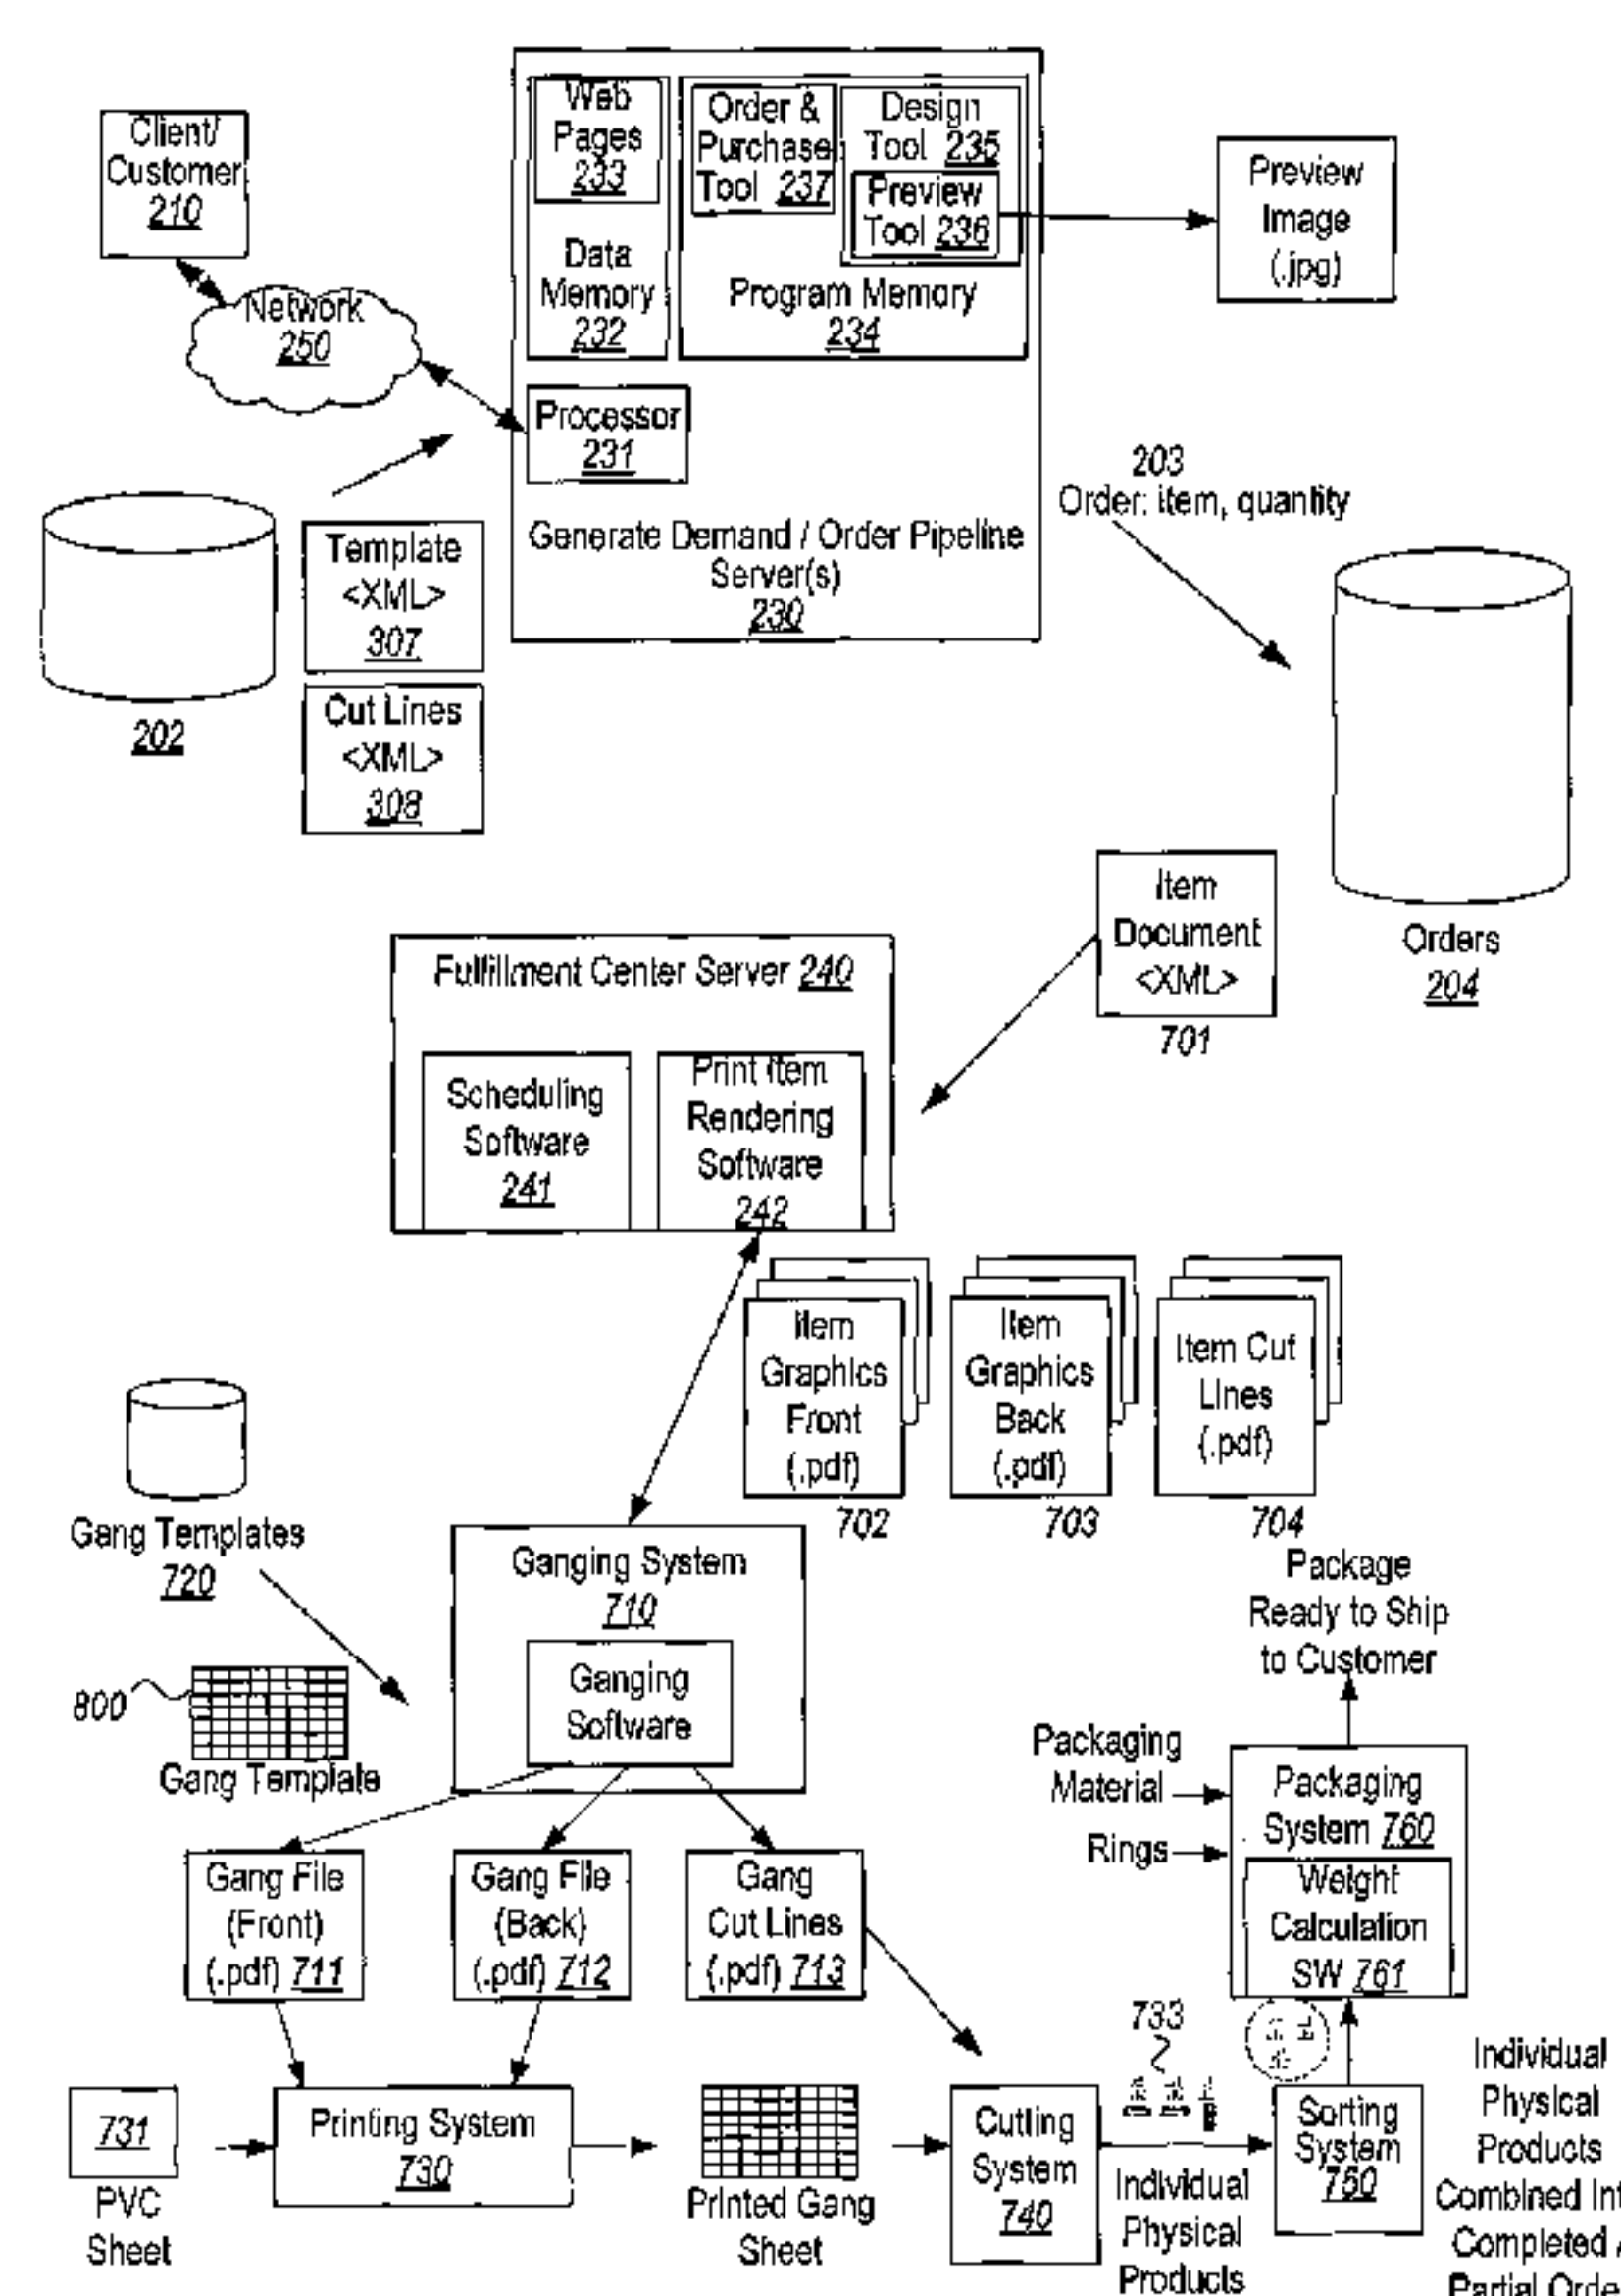 Client/
Customer
210
Network
250
Web
Pages
233
Data
Memory
232
Order &
Purchase
Tool 237
Design
Tool 235
Preview
Tool 236
Program Memory
234
Processor
231
Generate Demand / Order Pipeline
Server(s)
230
Preview
Image
(.jpg)
203
Order: item, quantity
202
Template
<XML>
307
Cut Lines
<XML>
308
Orders
204
Item
Document
<XML>
701
Fulfillment Center Server 240
Scheduling
Software
241
Print Item
Rendering
Software
242
Item
Graphics
Front
(.pdf)
702
Item
Graphics
Back
(.pdf)
703
Item Cut
Lines
(.pdf)
704
Gang Templates
720
800
Gang Template
Ganging System
710
Ganging
Software
Package
Ready to Ship
to Customer
Packaging
Material
Rings
Packaging
System 760
Weight
Calculation
SW 761
Gang File
(Front)
(.pdf) 711
Gang File
(Back)
(.pdf) 712
Gang
Cut Lines
(.pdf) 713
731
PVC
Sheet
Printing System
730
Printed Gang
Sheet
Cutting
System
740
733
Individual
Physical
Products
Sorting
System
750
Individual
Physical
Products
Combined Int
Completed
Partial Orde